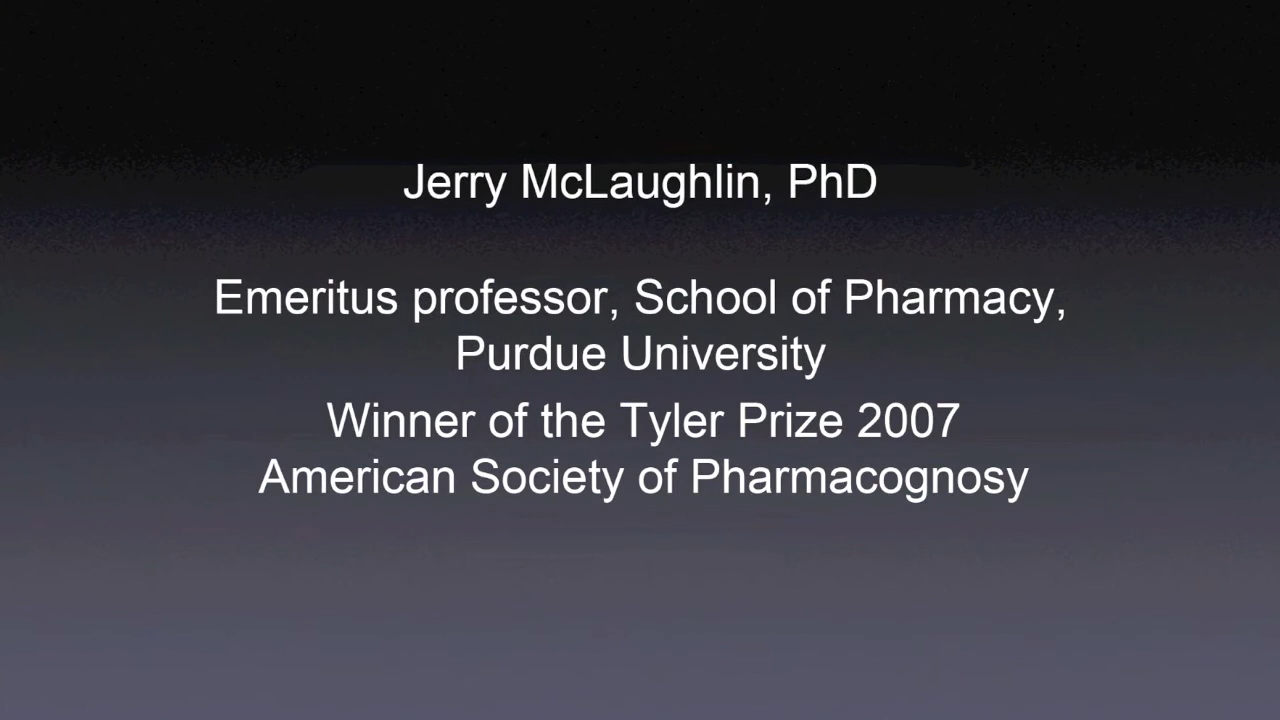 Jerry McLaughlin, PhD
Emeritus professor, School of Pharmacy,
Purdue University
Winner of the Tyler Prize 2007
American Society of Pharmacognosy